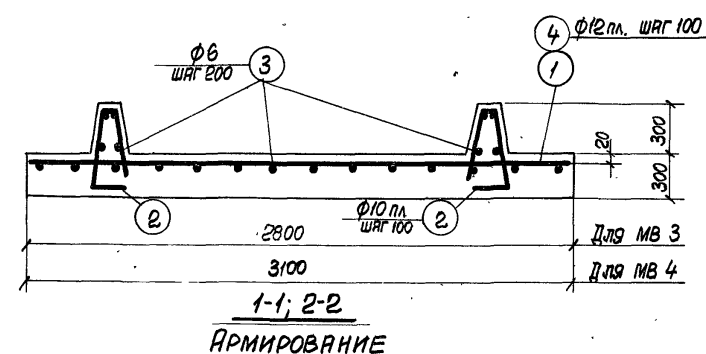 4 Ф12пл. шаг 100
Ф6
шаг 200
3
1
20
300
300
2
Ф10пл
шаг 100
2
2800
Для МВ 3
3100
Для МВ 4
1-1; 2-2
Армирование